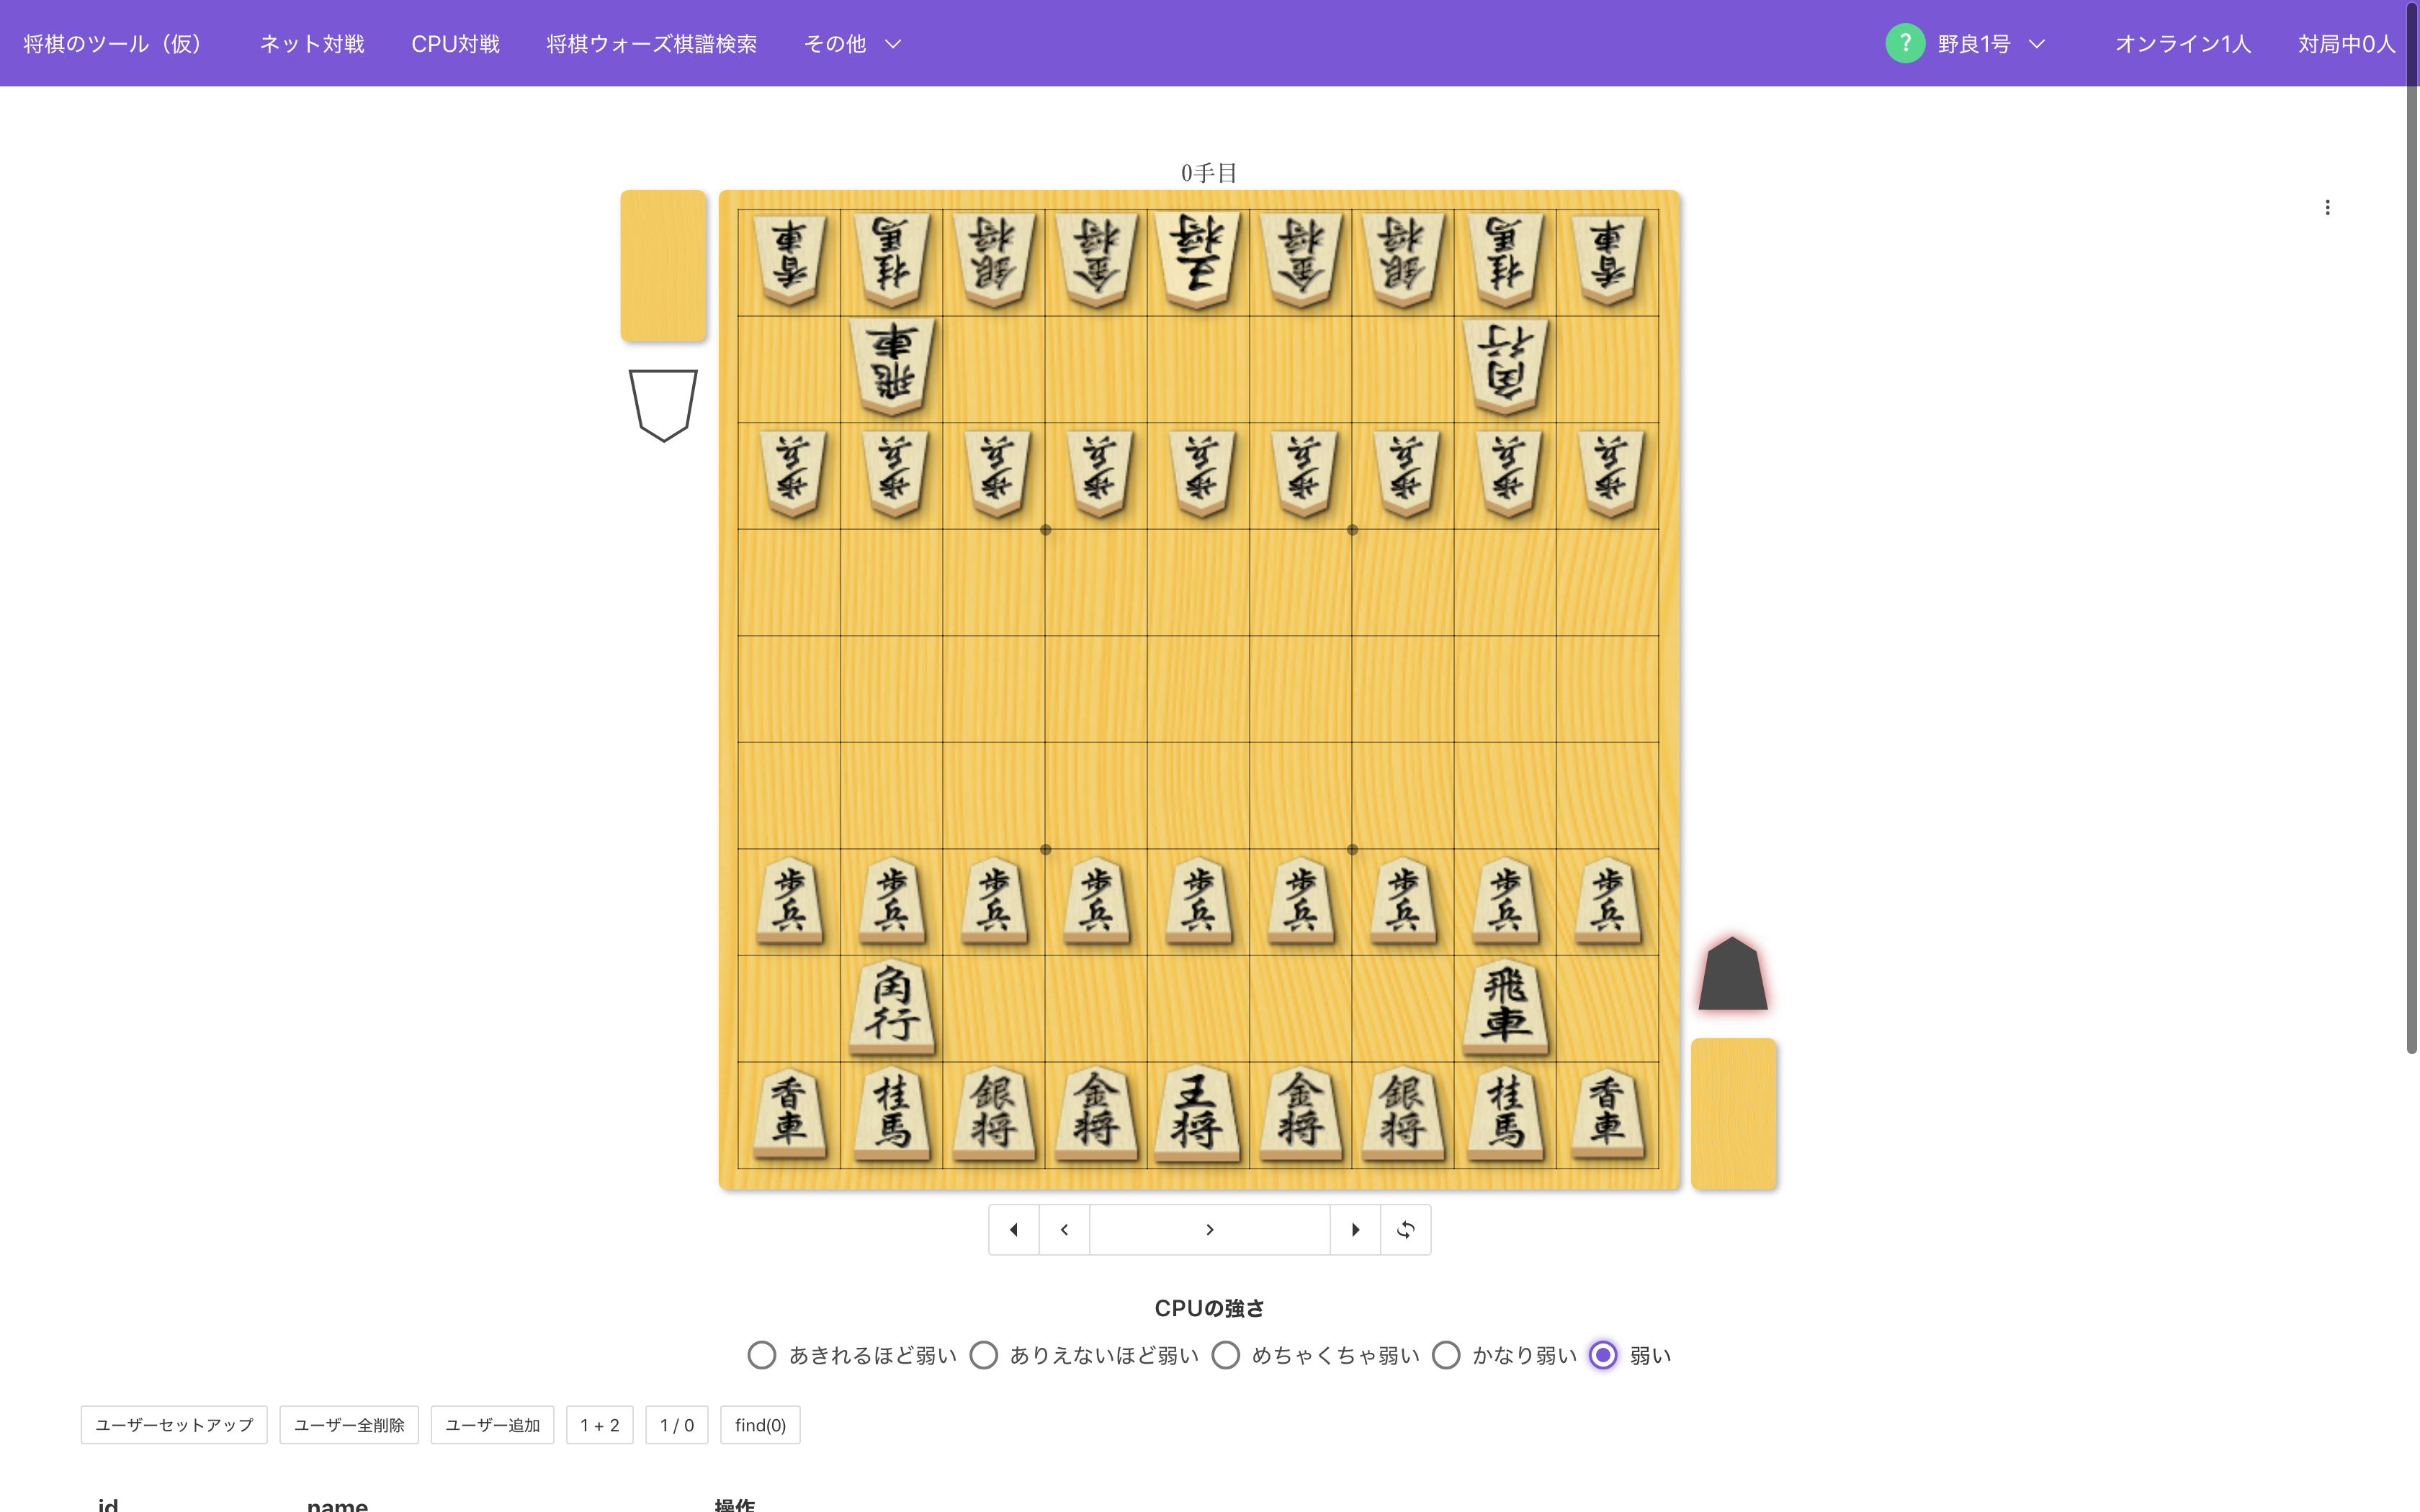 将棋のツール（仮） ネット対戦 CPU対戦 将棋ウォーズ棋譜検索 その他 ? 野良1号 オンライン1人 対局中0人
0手目
香車 桂馬 銀将 金将 王将 金将 銀将 桂馬 香車
飛車 角行
歩兵 歩兵 歩兵 歩兵 歩兵 歩兵 歩兵 歩兵 歩兵
歩兵 歩兵 歩兵 歩兵 歩兵 歩兵 歩兵 歩兵 歩兵
角行 飛車
香車 桂馬 銀将 金将 王将 金将 銀将 桂馬 香車
CPUの強さ
あきれるほど弱い ありえないほど弱い めちゃくちゃ弱い かなり弱い 弱い
ユーザーセットアップ ユーザー全削除 ユーザー追加 1 + 2 1 / 0 find(0)
id name 操作